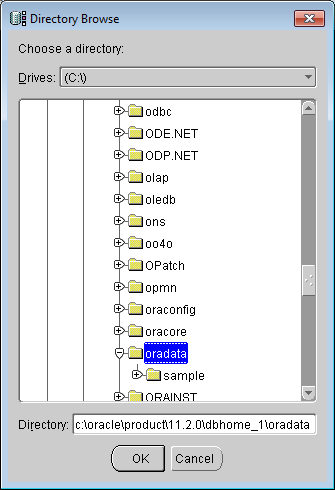 Directory Browse
Choose a directory:
Drives: (C:\)
odbc
ODE.NET
ODP.NET
olap
oledb
ons
oo4o
OPatch
opmn
oraconfig
oracore
oradata
sample
ORAINST
Directory: c:\oracle\product\11.2.0\dbhome_1\oradata
OK Cancel